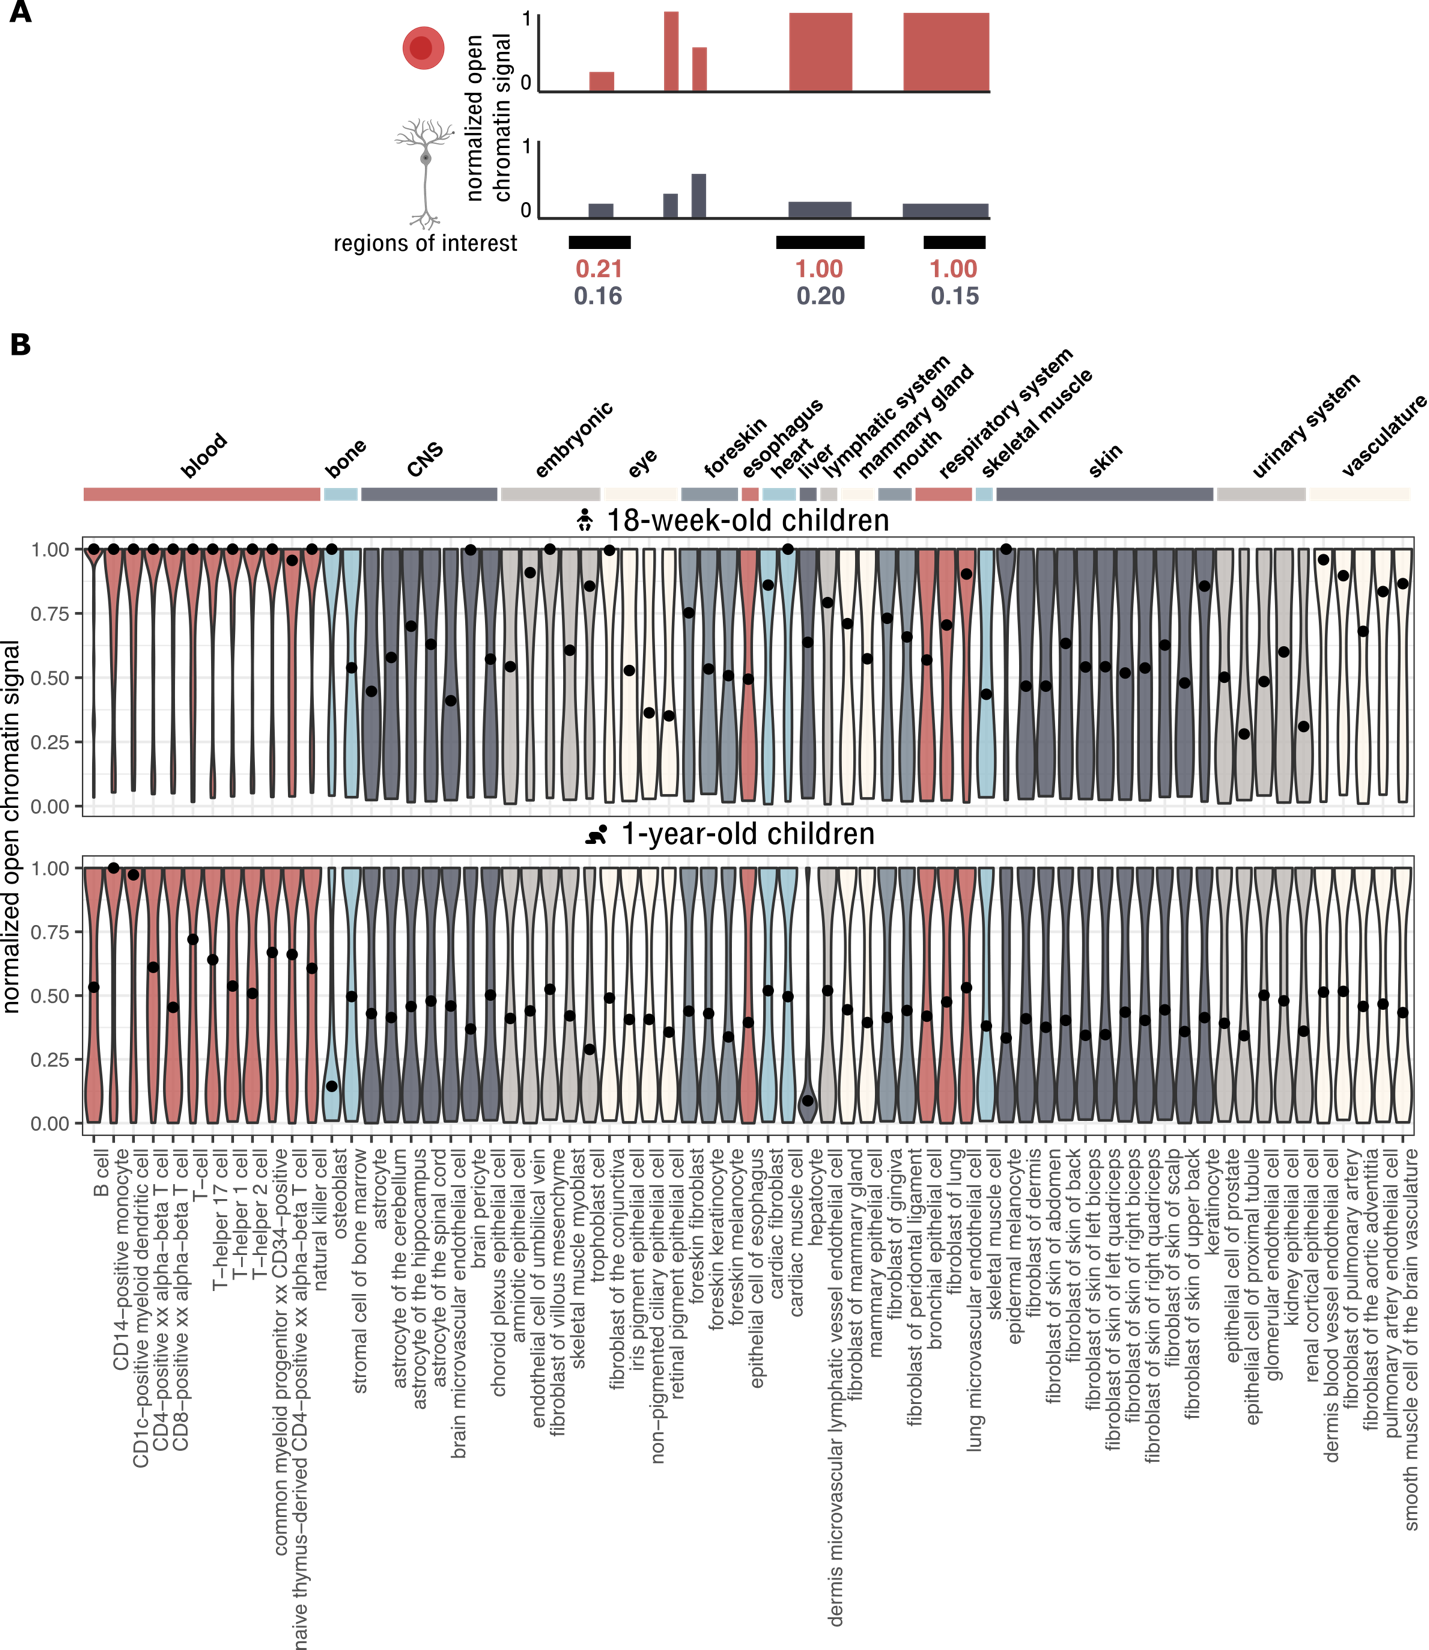 A
normalized open
chromatin signal
1
0
1
0
regions of interest
0.21
1.00
1.00
0.16
0.20
0.15
B
blood
bone
CNS
embryonic
eye
foreskin
esophagus
heart
liver
lymphatic system
mammary gland
mouth
respiratory system
skeletal muscle
skin
urinary system
vasculature
normalized open chromatin signal
18-week-old children
1.00
0.75
0.50
0.25
0.00
1-year-old children
1.00
0.75
0.50
0.25
0.00
B cell
CD14−positive monocyte
CD1c−positive myeloid dendritic cell
CD4−positive xx alpha−beta T cell
CD8−positive xx alpha−beta T cell
T−cell
T−helper 17 cell
T−helper 1 cell
T−helper 2 cell
common myeloid progenitor xx CD34−positive
naive thymus−derived CD4−positive xx alpha−beta T cell
natural killer cell
osteoblast
stromal cell of bone marrow
astrocyte
astrocyte of the cerebellum
astrocyte of the hippocampus
astrocyte of the spinal cord
brain microvascular endothelial cell
brain pericyte
choroid plexus epithelial cell
amniotic epithelial cell
endothelial cell of umbilical vein
fibroblast of villous mesenchyme
skeletal muscle myoblast
trophoblast cell
fibroblast of the conjunctiva
iris pigment epithelial cell
non−pigmented ciliary epithelial cell
retinal pigment epithelial cell
foreskin fibroblast
foreskin keratinocyte
foreskin melanocyte
epithelial cell of esophagus
cardiac fibroblast
cardiac muscle cell
hepatocyte
dermis microvascular lymphatic vessel endothelial cell
fibroblast of mammary gland
mammary epithelial cell
fibroblast of gingiva
fibroblast of peridontal ligament
bronchial epithelial cell
fibroblast of lung
lung microvascular endothelial cell
skeletal muscle cell
epidermal melanocyte
fibroblast of dermis
fibroblast of skin of abdomen
fibroblast of skin of back
fibroblast of skin of left biceps
fibroblast of skin of left quadriceps
fibroblast of skin of right biceps
fibroblast of skin of right quadriceps
fibroblast of skin of scalp
fibroblast of skin of upper back
keratinocyte
epithelial cell of prostate
epithelial cell of proximal tubule
glomerular endothelial cell
kidney epithelial cell
renal cortical epithelial cell
dermis blood vessel endothelial cell
fibroblast of pulmonary artery
fibroblast of the aortic adventitia
pulmonary artery endothelial cell
smooth muscle cell of the brain vasculature